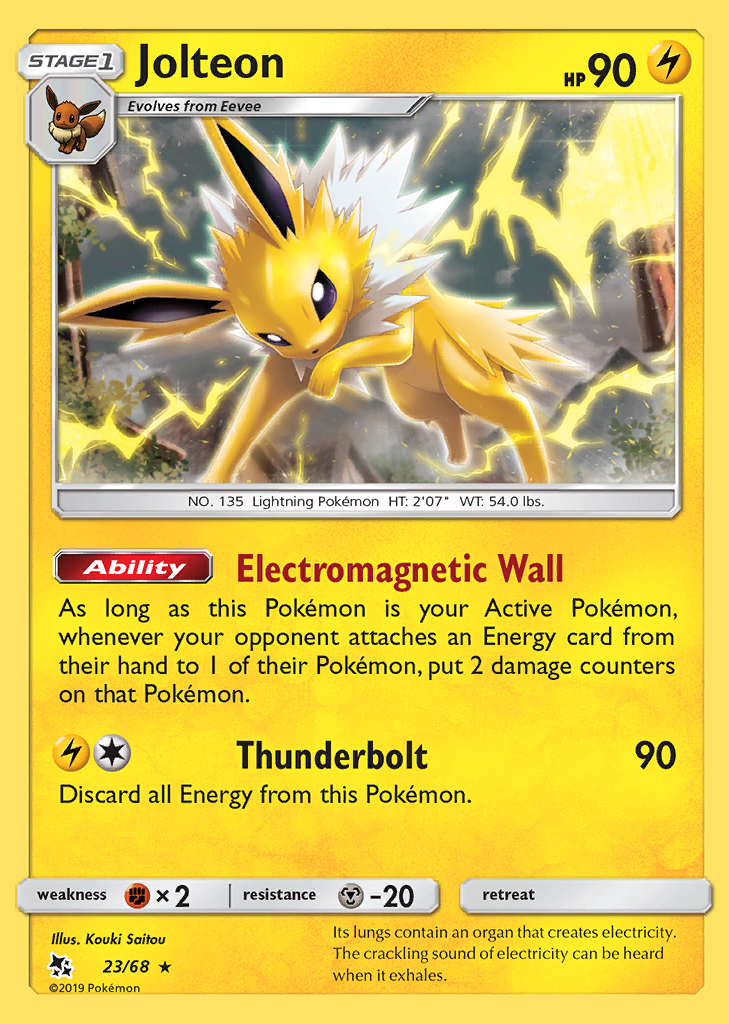 STAGE1
Jolteon
HP90
Evolves from Eevee
NO. 135 Lightning Pokémon HT: 2'07" WT: 54.0 lbs.
Ability Electromagnetic Wall
As long as this Pokémon is your Active Pokémon,
whenever your opponent attaches an Energy card from
their hand to 1 of their Pokémon, put 2 damage counters
on that Pokémon.
Thunderbolt 90
Discard all Energy from this Pokémon.
weakness ×2 resistance -20 retreat
Illus. Kouki Saitou
23/68
©2019 Pokémon
Its lungs contain an organ that creates electricity.
The crackling sound of electricity can be heard
when it exhales.